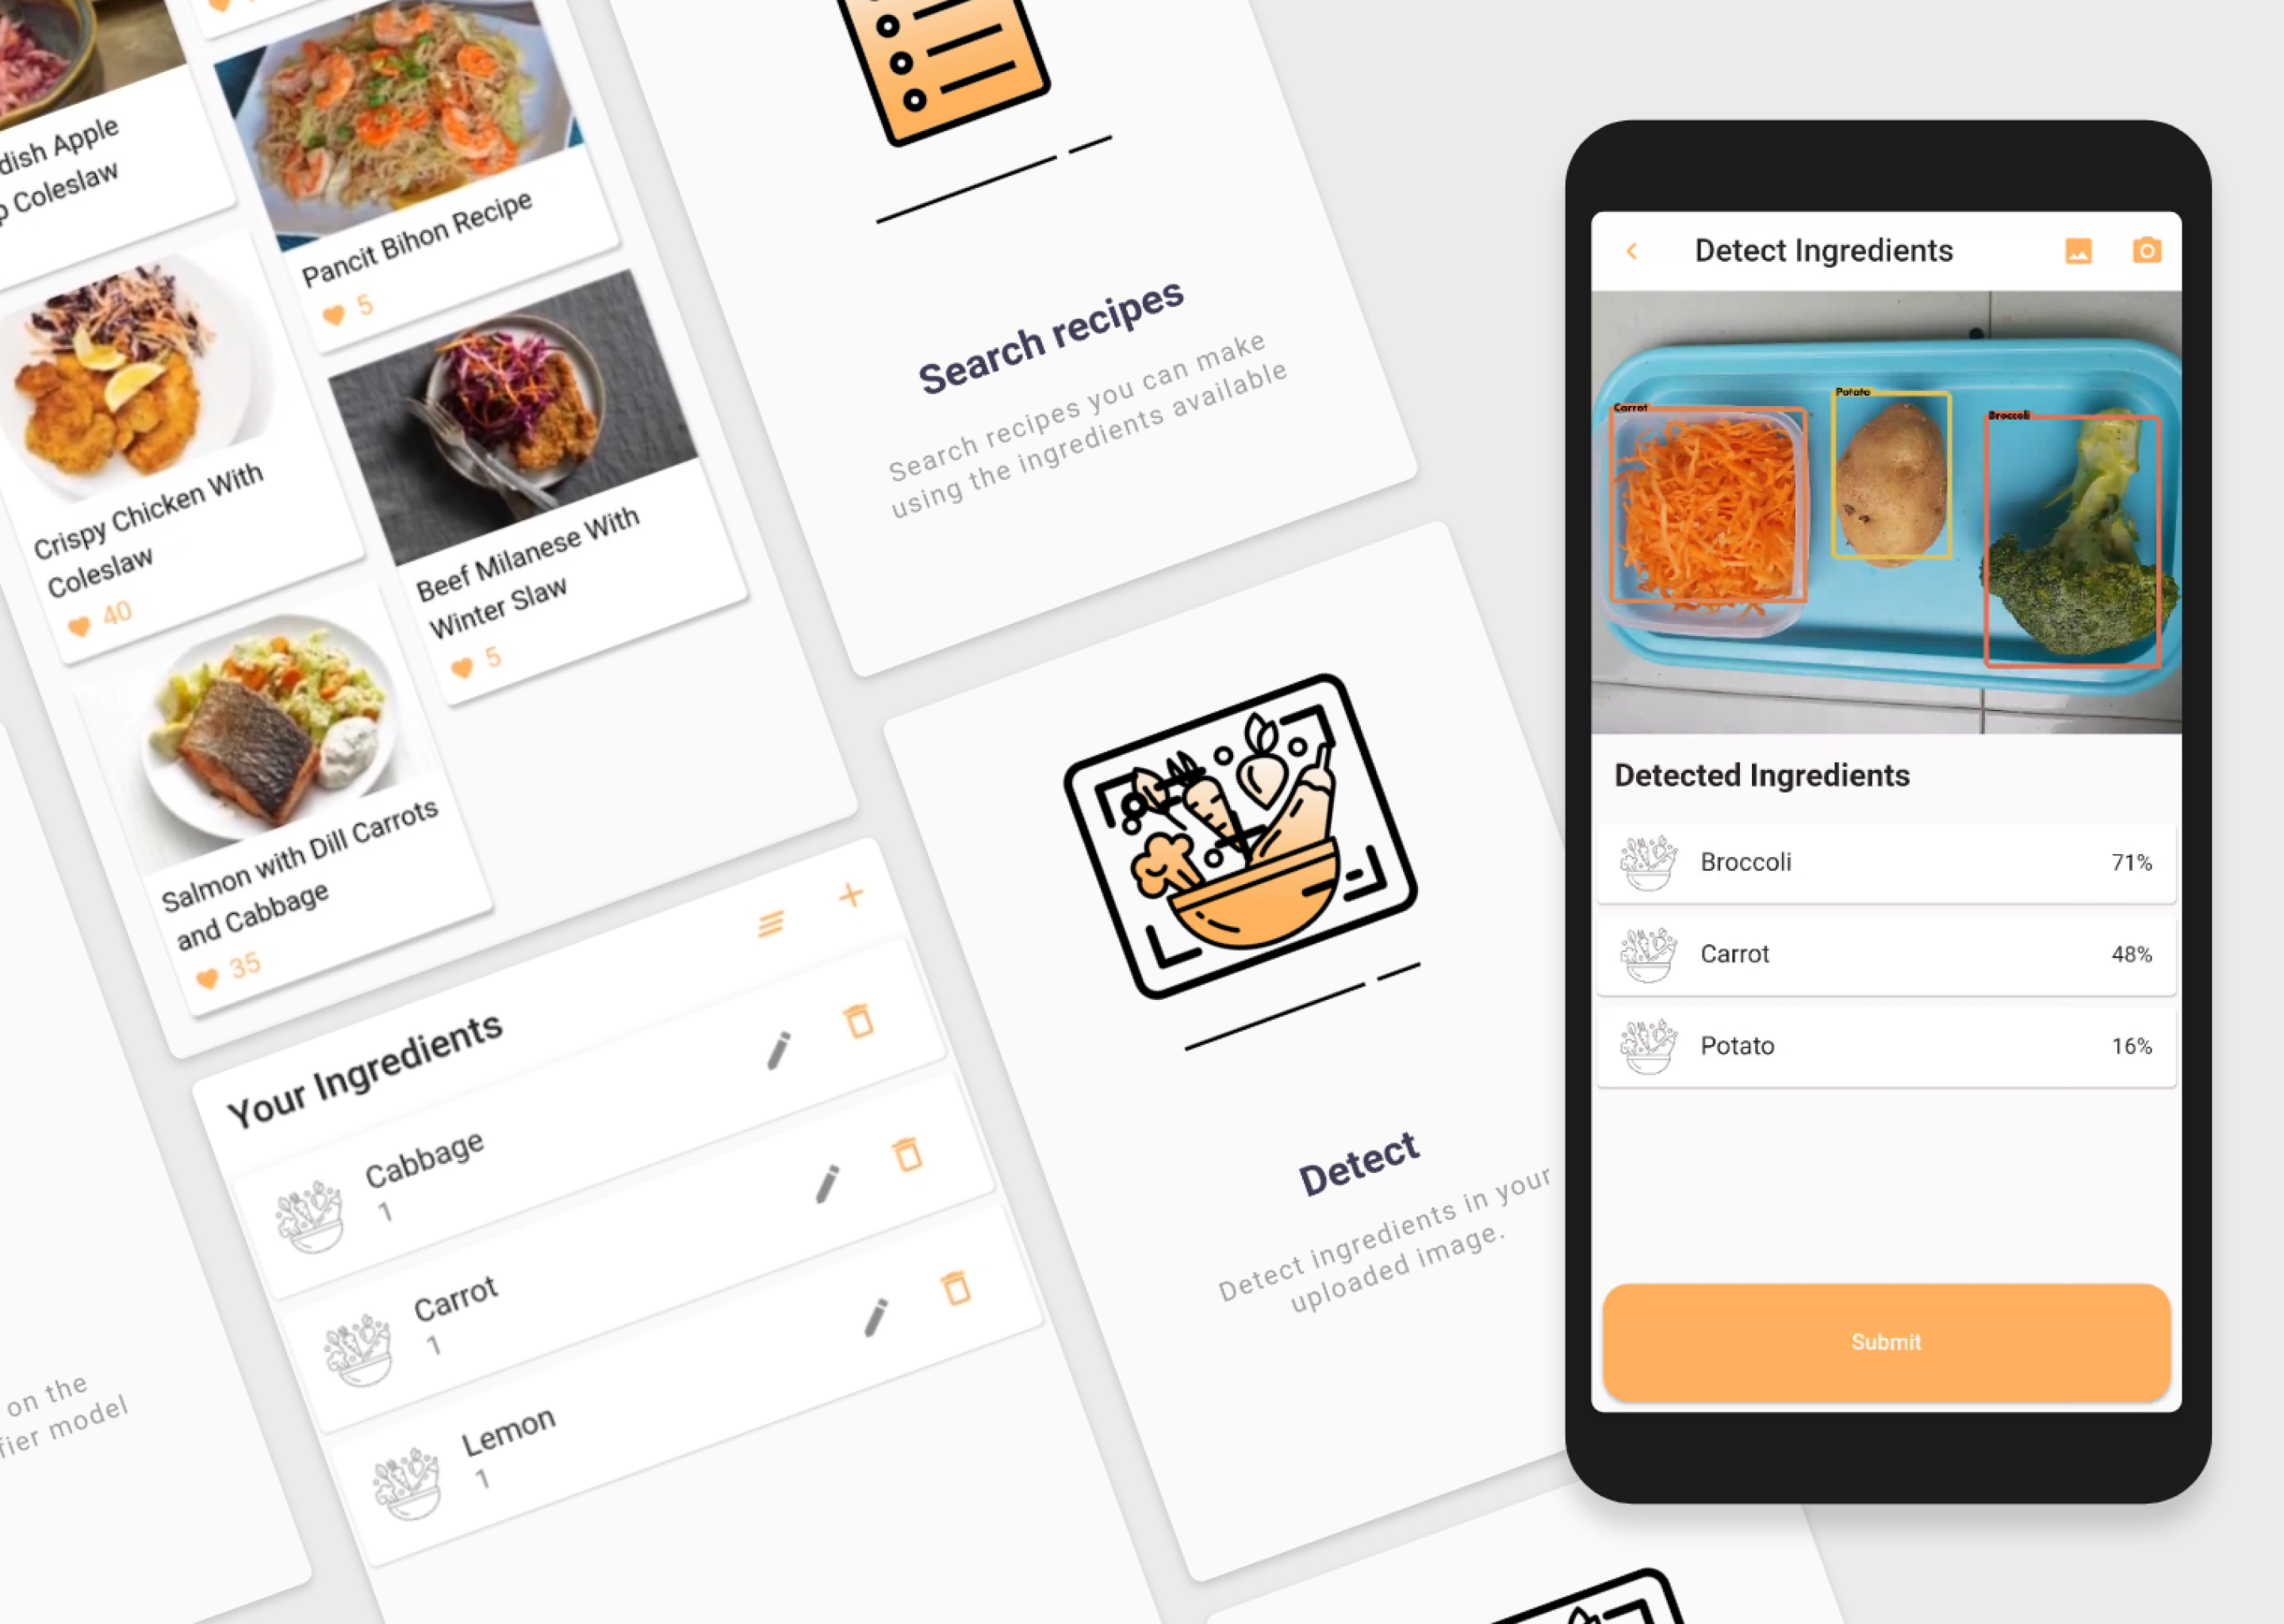 dish Apple
p Coleslaw
Pancit Bihon Recipe
5
Crispy Chicken With
Coleslaw
40
Beef Milanese With
Winter Slaw
5
Salmon with Dill Carrots
and Cabbage
35
Search recipes
Search recipes you can make
using the ingredients available
Your Ingredients
Cabbage
1
Carrot
1
Lemon
1
on the
fier model
Detect
Detect ingredients in your
uploaded image.
Detect Ingredients
Carrot
Potato
Broccoli
Detected Ingredients
Broccoli 71%
Carrot 48%
Potato 16%
Submit